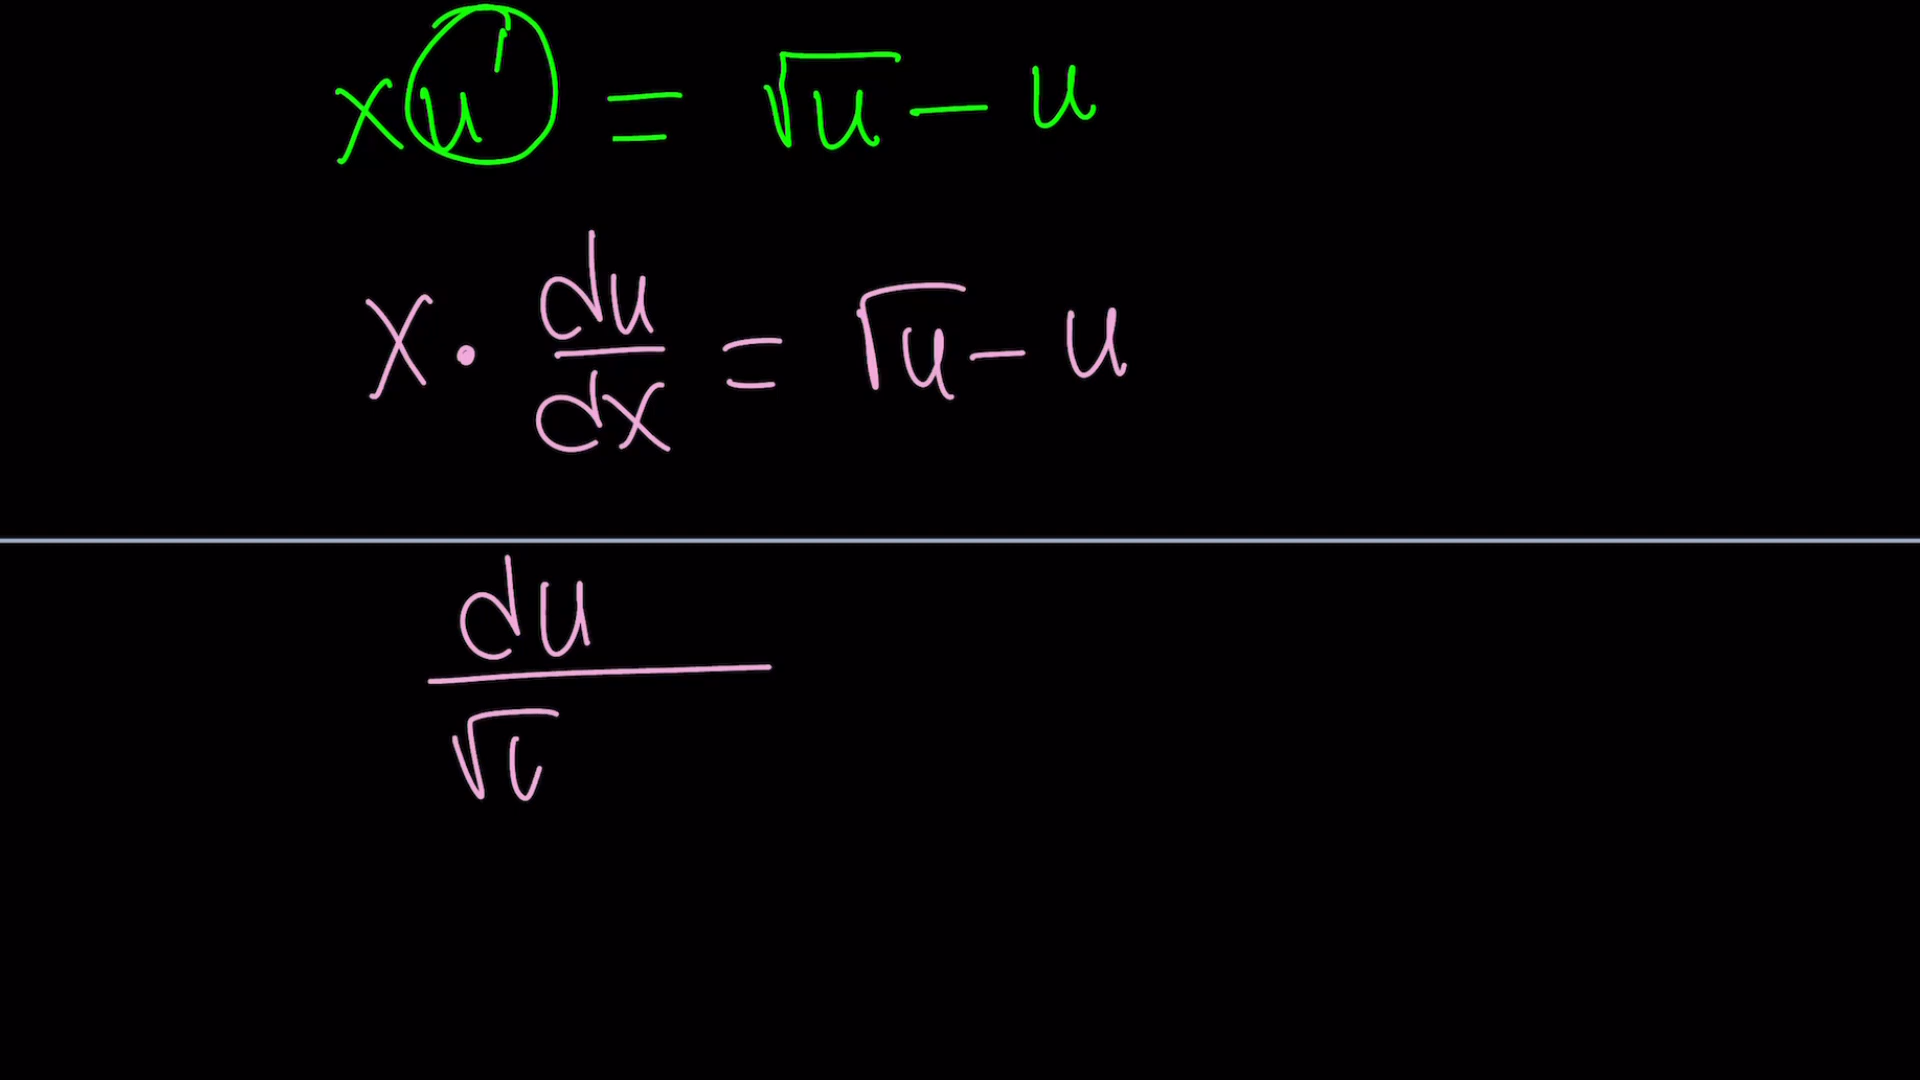 xu' = √u - u
x · du/dx = √u - u
du/√u